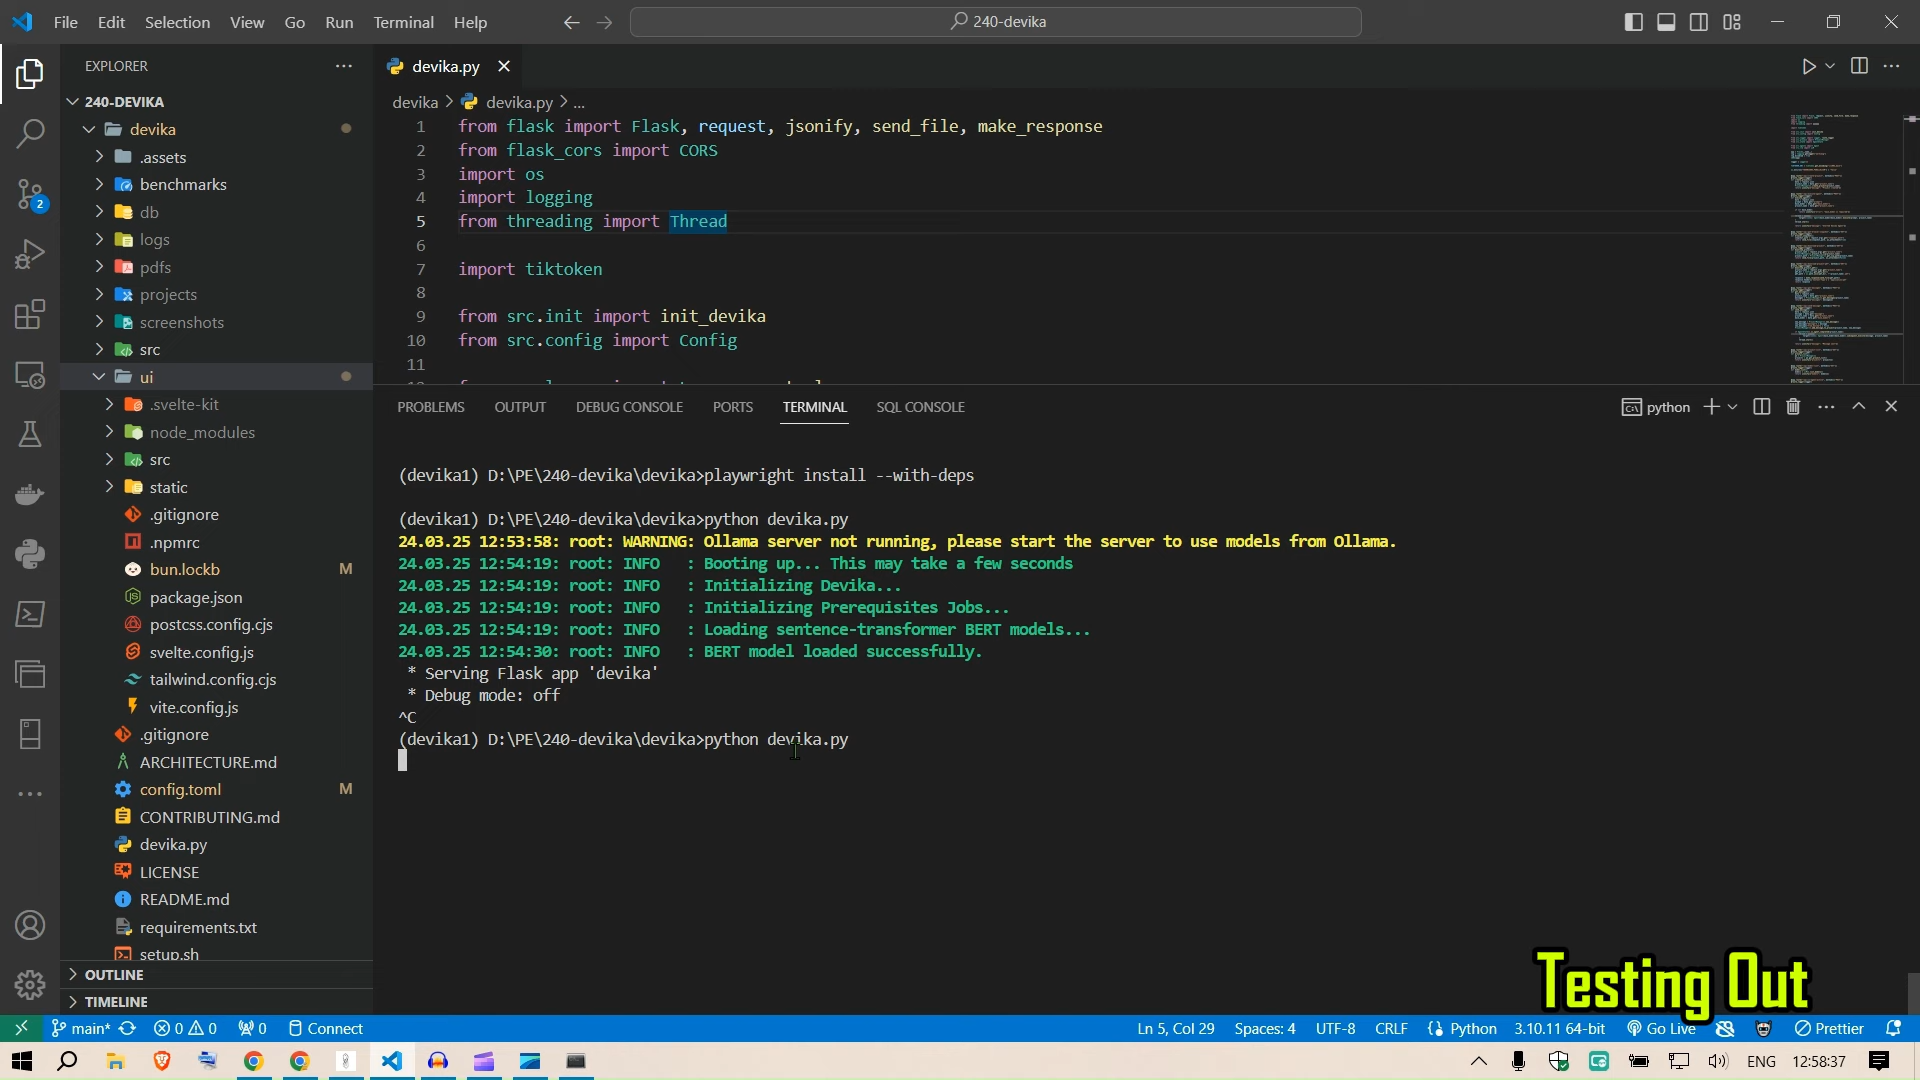 File Edit Selection View Go Run Terminal Help
240-devika
EXPLORER
240-DEVIKA
devika
.assets
benchmarks
db
logs
pdfs
projects
screenshots
src
ui
.svelte-kit
node_modules
src
static
.gitignore
.npmrc
bun.lockb M
package.json
postcss.config.cjs
svelte.config.js
tailwind.config.cjs
vite.config.js
.gitignore
ARCHITECTURE.md
config.toml M
CONTRIBUTING.md
devika.py
LICENSE
README.md
requirements.txt
setup.sh
OUTLINE
TIMELINE
2
devika.py
devika > devika.py > ...
1 from flask import Flask, request, jsonify, send_file, make_response
2 from flask_cors import CORS
3 import os
4 import logging
5 from threading import Thread
6
7 import tiktoken
8
9 from src.init import init_devika
10 from src.config import Config
11
PROBLEMS OUTPUT DEBUG CONSOLE PORTS TERMINAL SQL CONSOLE
python
(devika1) D:\PE\240-devika\devika>playwright install --with-deps
(devika1) D:\PE\240-devika\devika>python devika.py
24.03.25 12:53:58: root: WARNING: Ollama server not running, please start the server to use models from Ollama.
24.03.25 12:54:19: root: INFO   : Booting up... This may take a few seconds
24.03.25 12:54:19: root: INFO   : Initializing Devika...
24.03.25 12:54:19: root: INFO   : Initializing Prerequisites Jobs...
24.03.25 12:54:19: root: INFO   : Loading sentence-transformer BERT models...
24.03.25 12:54:30: root: INFO   : BERT model loaded successfully.
* Serving Flask app 'devika'
* Debug mode: off
^C
(devika1) D:\PE\240-devika\devika>python devika.py
Testing Out
main* 0 0 0 Connect
Ln 5, Col 29 Spaces: 4 UTF-8 CRLF Python 3.10.11 64-bit Go Live Prettier
ENG 12:58:37